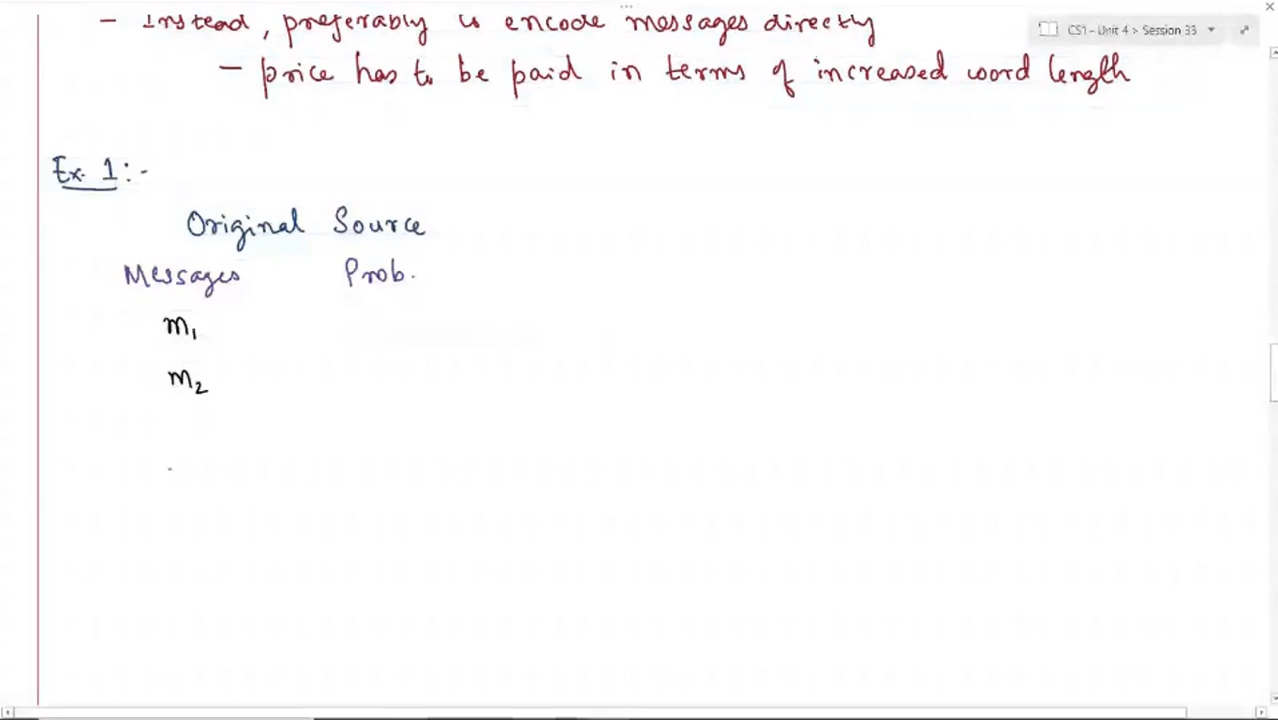 - Instead, preferably is encode messages directly
CS1 - Unit 4 > Session 33
- price has to be paid in terms of increased word length
Ex. 1:-
Original Source
Messages Prob.
m₁
m₂